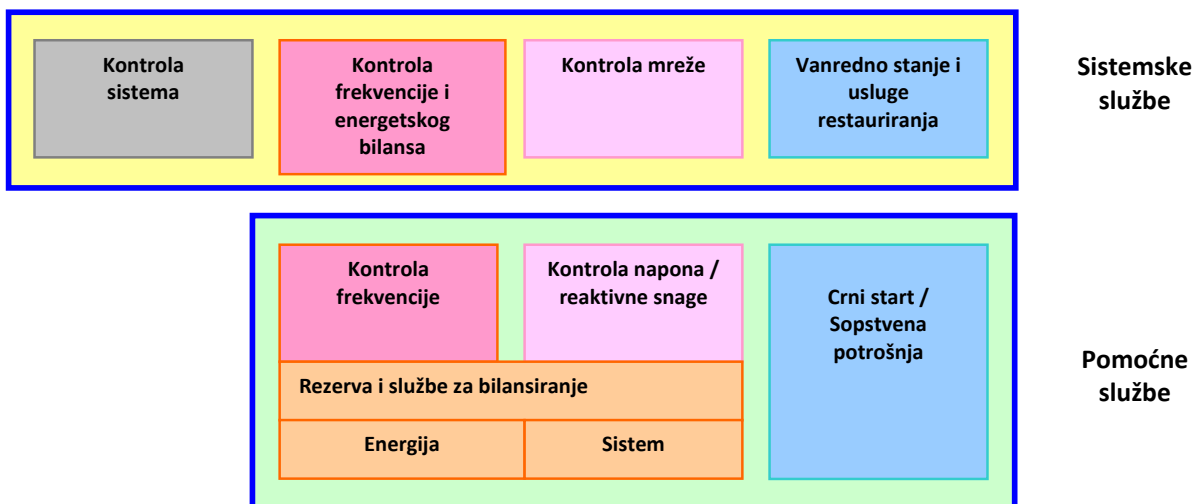 Kontrola
sistema
Kontrola
frekvencije i
energetskog
bilansa
Kontrola mreže
Vanredno stanje i
usluge
restauriranja
Sistemske
službe
Kontrola
frekvencije
Kontrola napona /
reaktivne snage
Crni start /
Sopstvena
potrošnja
Rezerva i službe za bilansiranje
Energija
Sistem
Pomoćne
službe